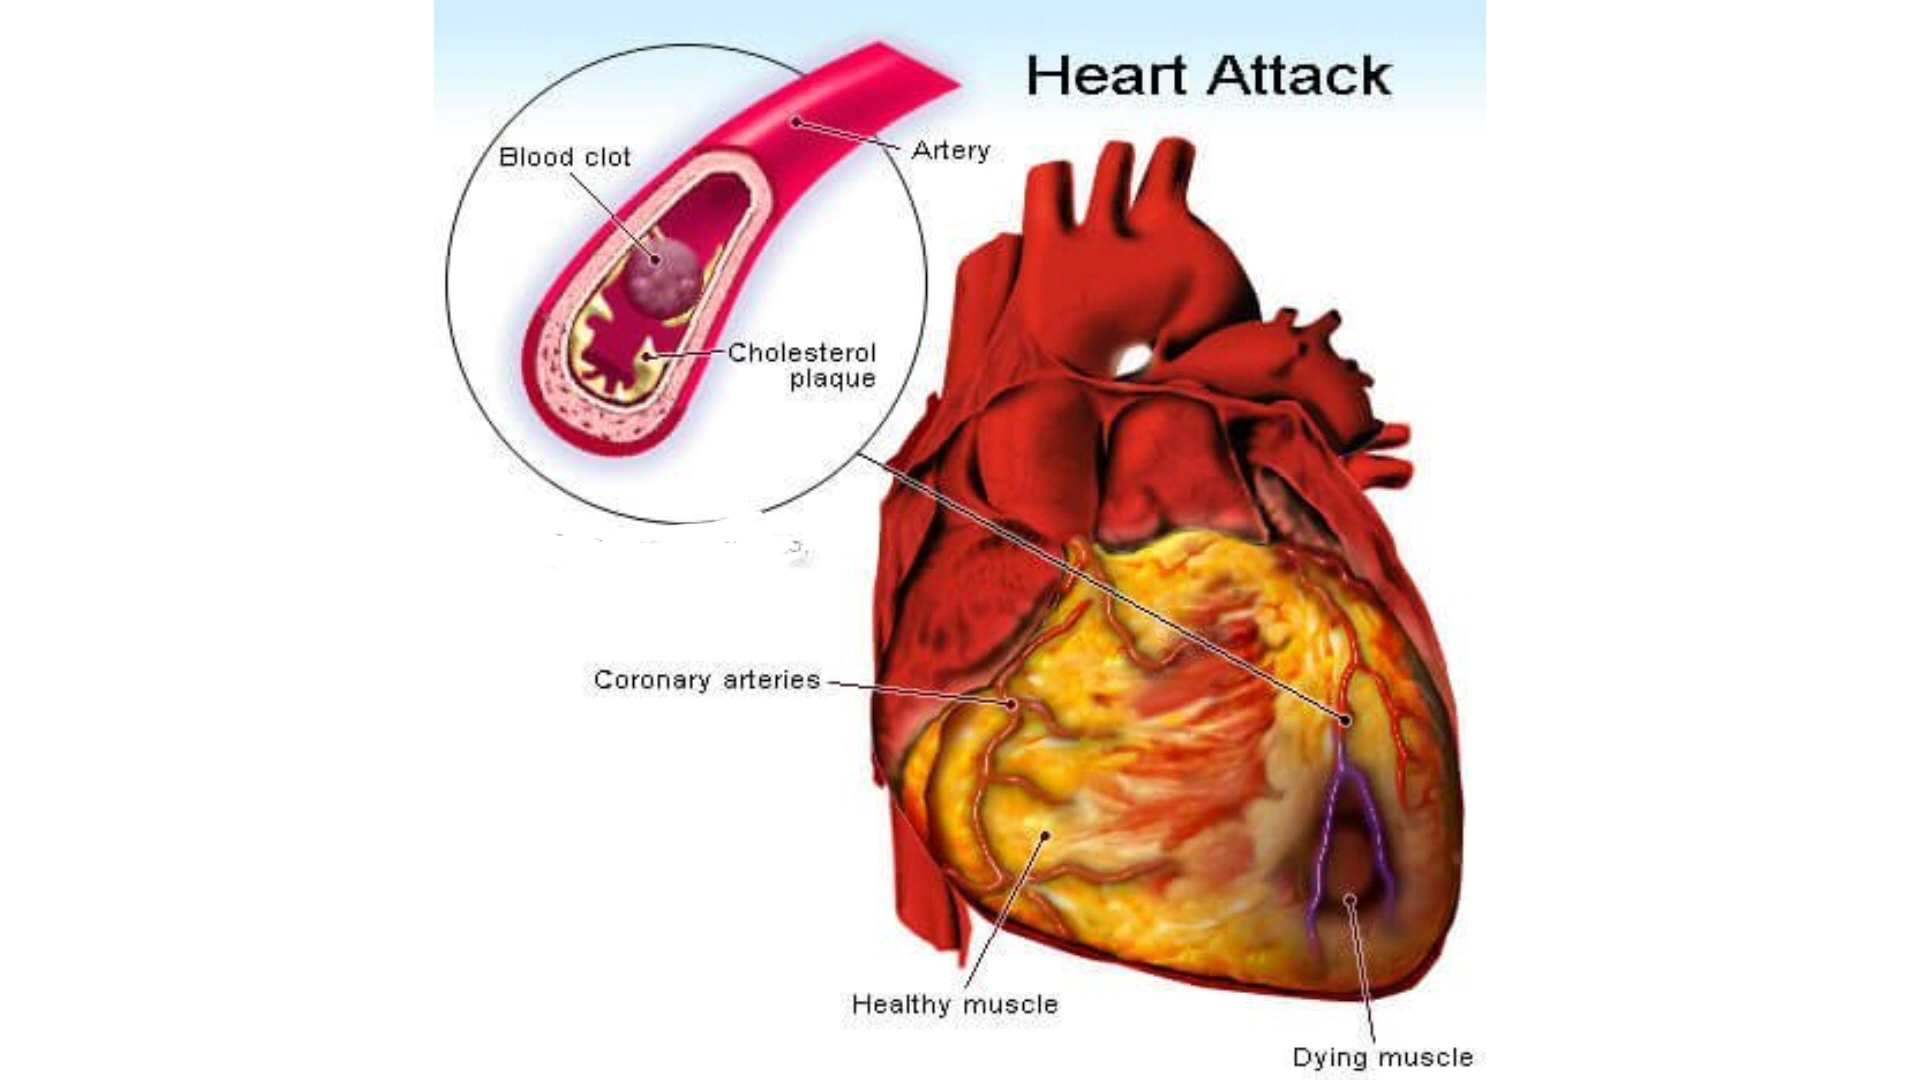 Heart Attack
Blood clot
Artery
Cholesterol
plaque
Coronary arteries
Healthy muscle
Dying muscle